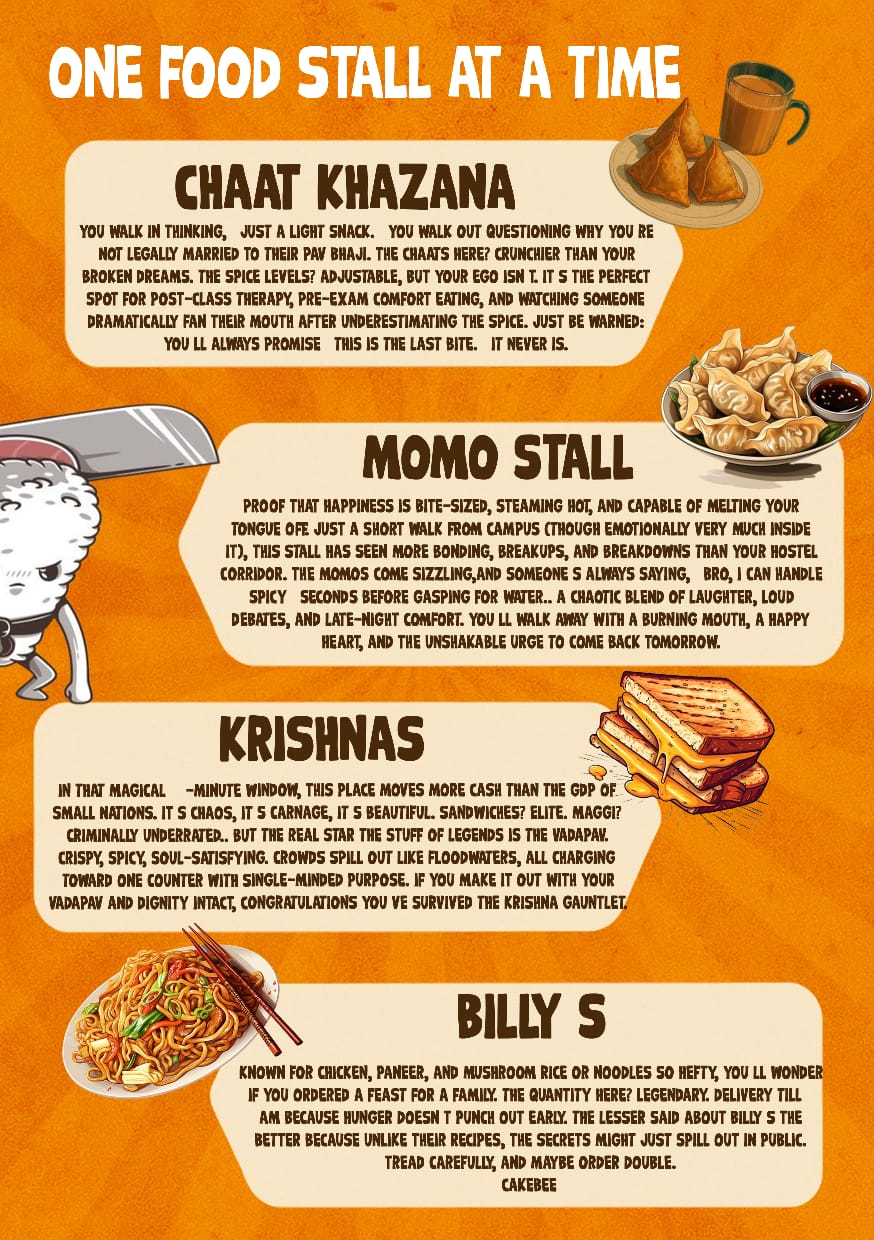 ONE FOOD STALL AT A TIME
CHAAT KHAZANA
YOU WALK IN THINKING, JUST A LIGHT SNACK. YOU WALK OUT QUESTIONING WHY YOU RE
NOT LEGALLY MARRIED TO THEIR PAV BHAJI. THE CHAATS HERE? CRUNCHIER THAN YOUR
BROKEN DREAMS. THE SPICE LEVELS? ADJUSTABLE, BUT YOUR EGO ISN T. IT S THE PERFECT
SPOT FOR POST-CLASS THERAPY, PRE-EXAM COMFORT EATING, AND WATCHING SOMEONE
DRAMATICALLY FAN THEIR MOUTH AFTER UNDERESTIMATING THE SPICE. JUST BE WARNED:
YOU LL ALWAYS PROMISE THIS IS THE LAST BITE. IT NEVER IS.
MOMO STALL
PROOF THAT HAPPINESS IS BITE-SIZED, STEAMING HOT, AND CAPABLE OF MELTING YOUR
TONGUE OFF. JUST A SHORT WALK FROM CAMPUS (THOUGH EMOTIONALLY VERY MUCH INSIDE
IT), THIS STALL HAS SEEN MORE BONDING, BREAKUPS, AND BREAKDOWNS THAN YOUR HOSTEL
CORRIDOR. THE MOMOS COME SIZZLING,AND SOMEONE S ALWAYS SAYING, BRO, I CAN HANDLE
SPICY SECONDS BEFORE GASPING FOR WATER.. A CHAOTIC BLEND OF LAUGHTER, LOUD
DEBATES, AND LATE-NIGHT COMFORT. YOU LL WALK AWAY WITH A BURNING MOUTH, A HAPPY
HEART, AND THE UNSHAKABLE URGE TO COME BACK TOMORROW.
KRISHNAS
IN THAT MAGICAL -MINUTE WINDOW, THIS PLACE MOVES MORE CASH THAN THE GDP OF
SMALL NATIONS. IT S CHAOS, IT S CARNAGE, IT S BEAUTIFUL. SANDWICHES? ELITE. MAGGI?
CRIMINALLY UNDERRATED.. BUT THE REAL STAR THE STUFF OF LEGENDS IS THE VADAPAV.
CRISPY, SPICY, SOUL-SATISFYING. CROWDS SPILL OUT LIKE FLOODWATERS, ALL CHARGING
TOWARD ONE COUNTER WITH SINGLE-MINDED PURPOSE. IF YOU MAKE IT OUT WITH YOUR
VADAPAV AND DIGNITY INTACT, CONGRATULATIONS YOU VE SURVIVED THE KRISHNA GAUNTLET.
BILLY S
KNOWN FOR CHICKEN, PANEER, AND MUSHROOM RICE OR NOODLES SO HEFTY, YOU LL WONDER
IF YOU ORDERED A FEAST FOR A FAMILY. THE QUANTITY HERE? LEGENDARY. DELIVERY TILL
AM BECAUSE HUNGER DOESN T PUNCH OUT EARLY. THE LESSER SAID ABOUT BILLY S THE
BETTER BECAUSE UNLIKE THEIR RECIPES, THE SECRETS MIGHT JUST SPILL OUT IN PUBLIC.
TREAD CAREFULLY, AND MAYBE ORDER DOUBLE.
CAKEBEE